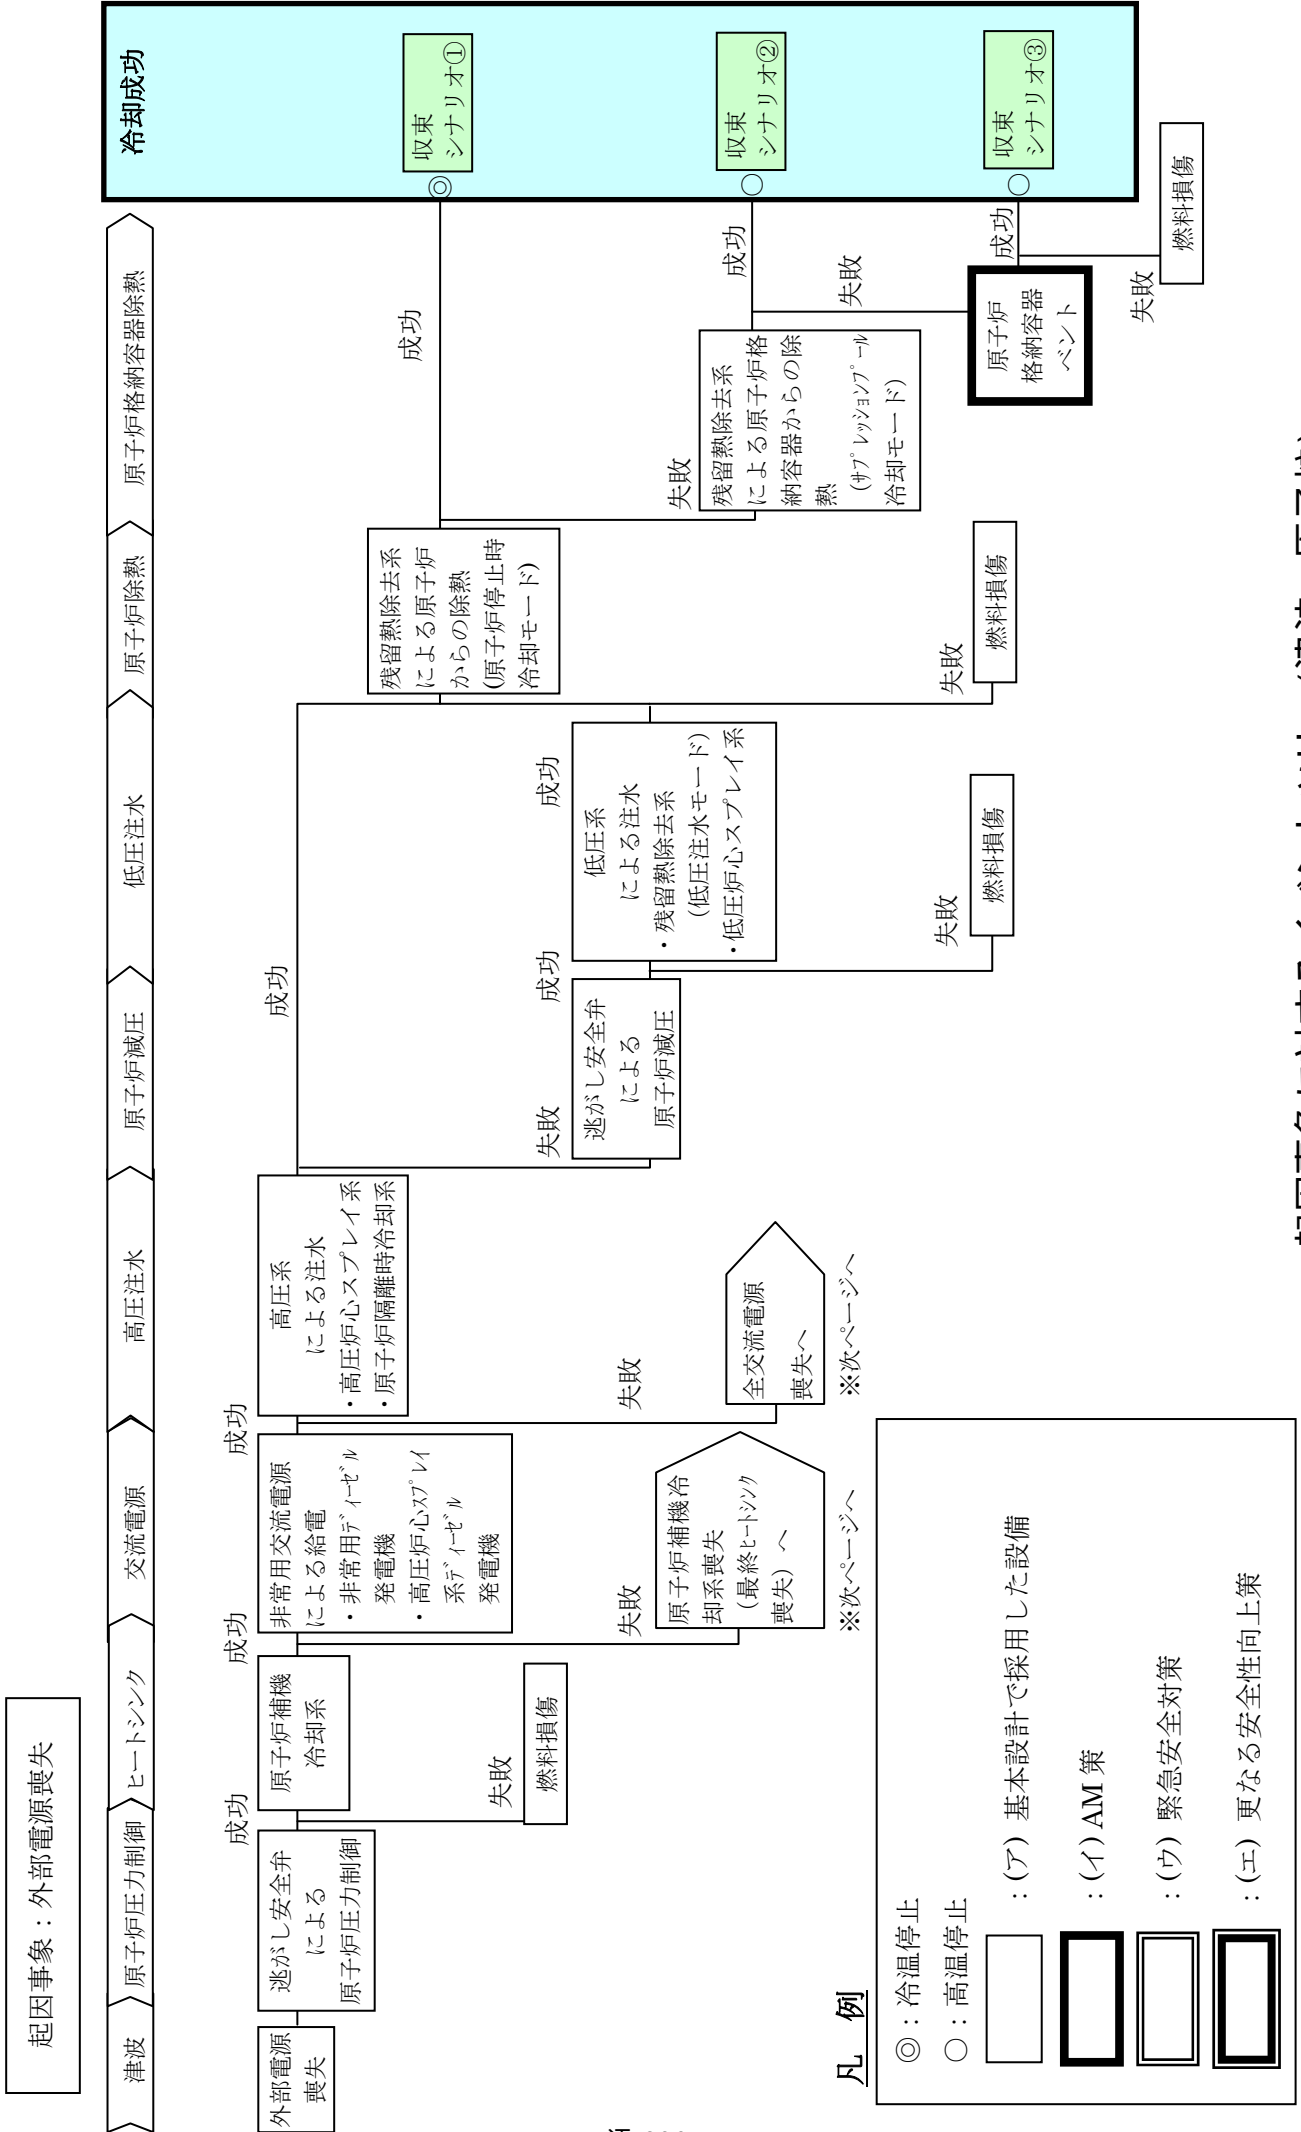 起因事象：外部電源喪失
津波
原子炉圧力制御
ヒートシンク
交流電源
高圧注水
原子炉減圧
低圧注水
原子炉除熱
原子炉格納容器除熱
冷却成功
外部電源
喪失
逃がし安全弁
による
原子炉圧力制御
成功
失敗
燃料損傷
原子炉補機
冷却系
成功
失敗
原子炉補機冷
却系喪失
(最終ﾋｰﾄｼﾝｸ
喪失) へ
※次ページへ
非常用交流電源
による給電
・非常用ﾃﾞｨｰｾﾞﾙ
発電機
・高圧炉心ｽﾌﾟﾚｲ
系ﾃﾞｨｰｾﾞﾙ
発電機
成功
失敗
全交流電源
喪失へ
※次ページへ
高圧系
による注水
・高圧炉心スプレイ系
・原子炉隔離時冷却系
成功
失敗
逃がし安全弁
による
原子炉減圧
成功
失敗
燃料損傷
低圧系
による注水
・残留熱除去系
(低圧注水モード)
・低圧炉心スプレイ系
成功
失敗
燃料損傷
残留熱除去系
による原子炉
からの除熱
(原子炉停止時
冷却モード)
成功
失敗
残留熱除去系
による原子炉格
納容器からの除
熱
(ｻﾌﾟﾚｯｼｮﾝﾌﾟｰﾙ
冷却モード)
成功
失敗
原子炉
格納容器
ベント
成功
失敗
燃料損傷
◎
収束
シナリオ①
○
収束
シナリオ②
○
収束
シナリオ③
凡 例
◎：冷温停止
○：高温停止
：(ア) 基本設計で採用した設備
：(イ) AM 策
：(ウ) 緊急安全対策
：(エ) 更なる安全性向上策